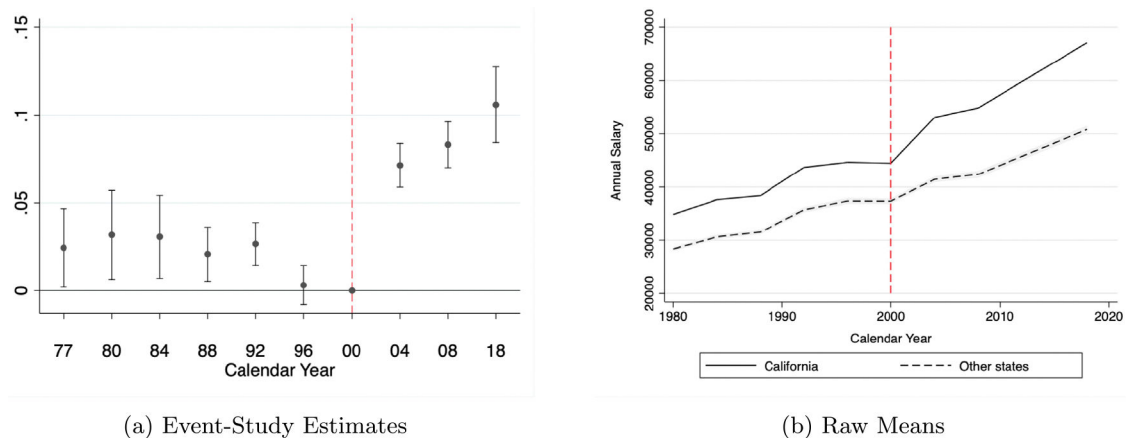 .15
.1
.05
0
77 80 84 88 92 96 00 04 08 18
Calendar Year
(a) Event-Study Estimates
Annual Salary
70000
60000
50000
40000
30000
20000
1980 1990 2000 2010 2020
Calendar Year
California Other states
(b) Raw Means